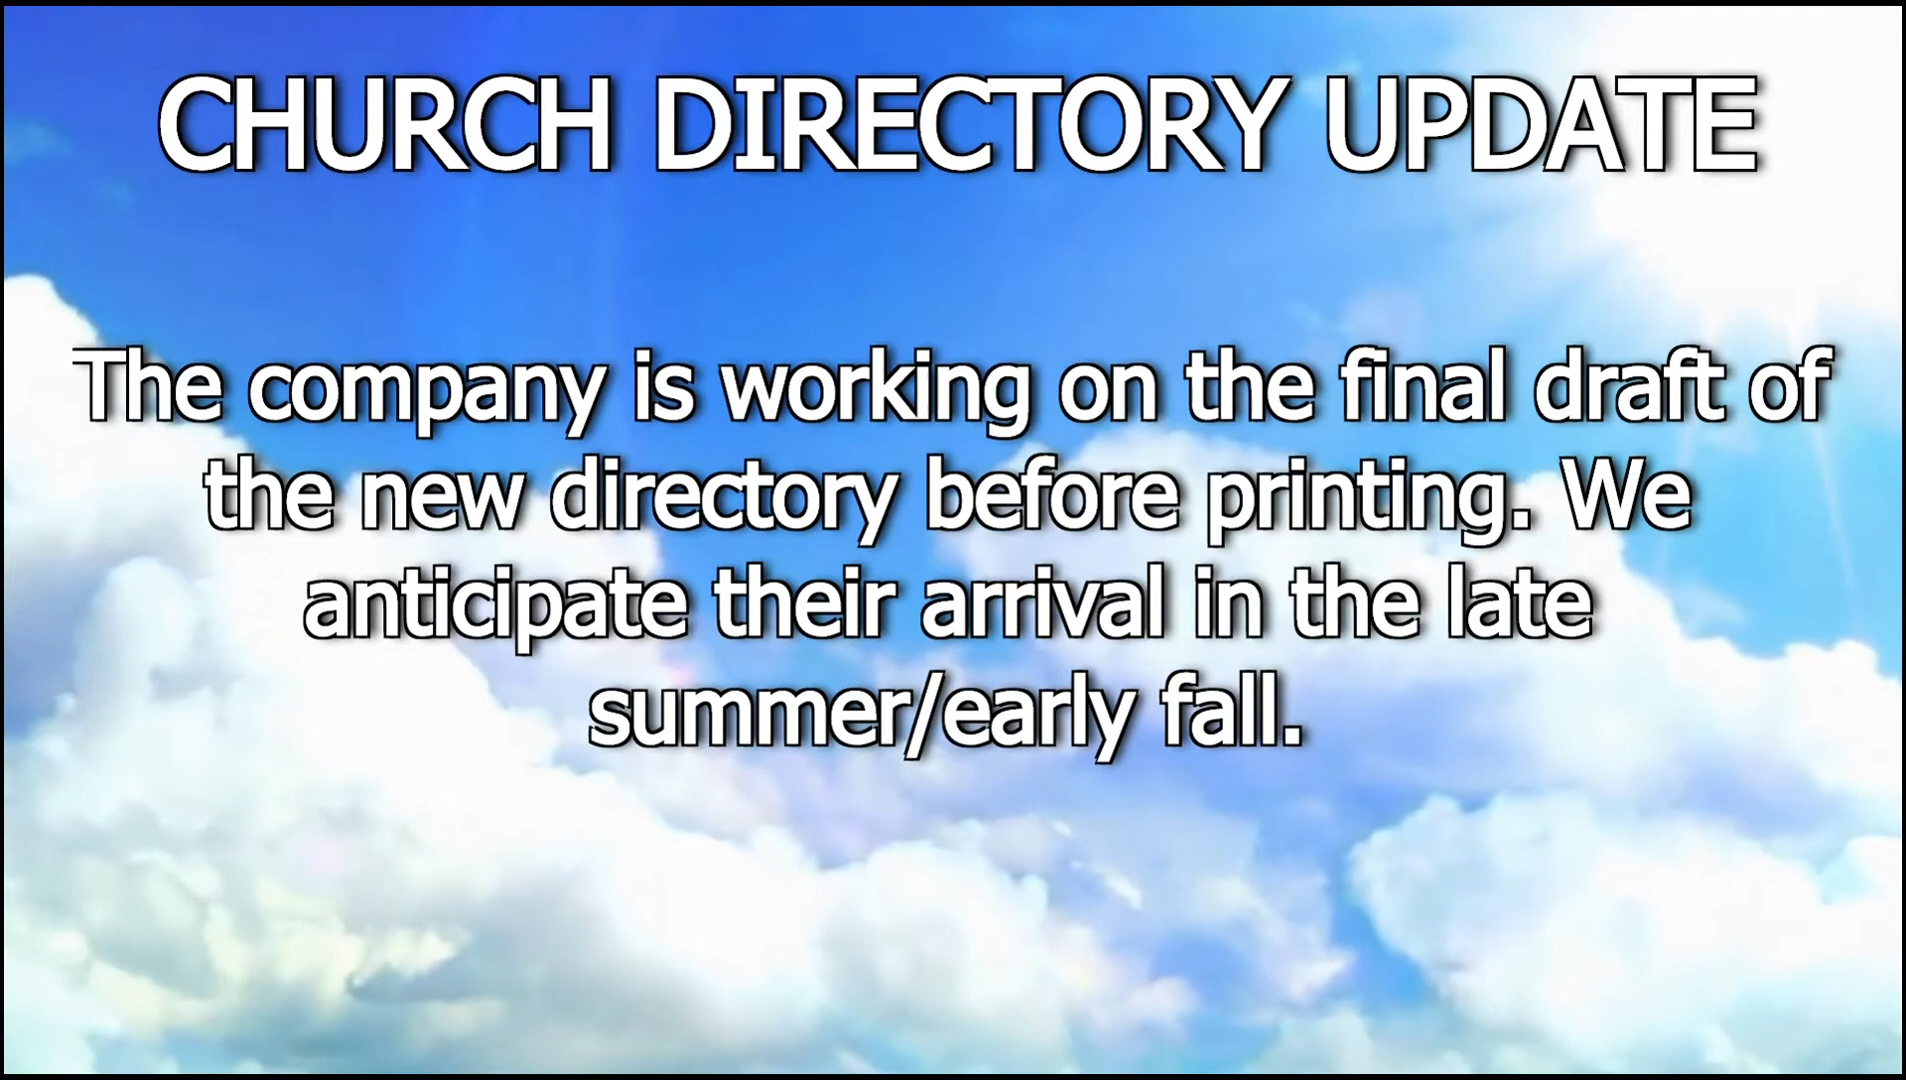 CHURCH DIRECTORY UPDATE
The company is working on the final draft of
the new directory before printing. We
anticipate their arrival in the late
summer/early fall.